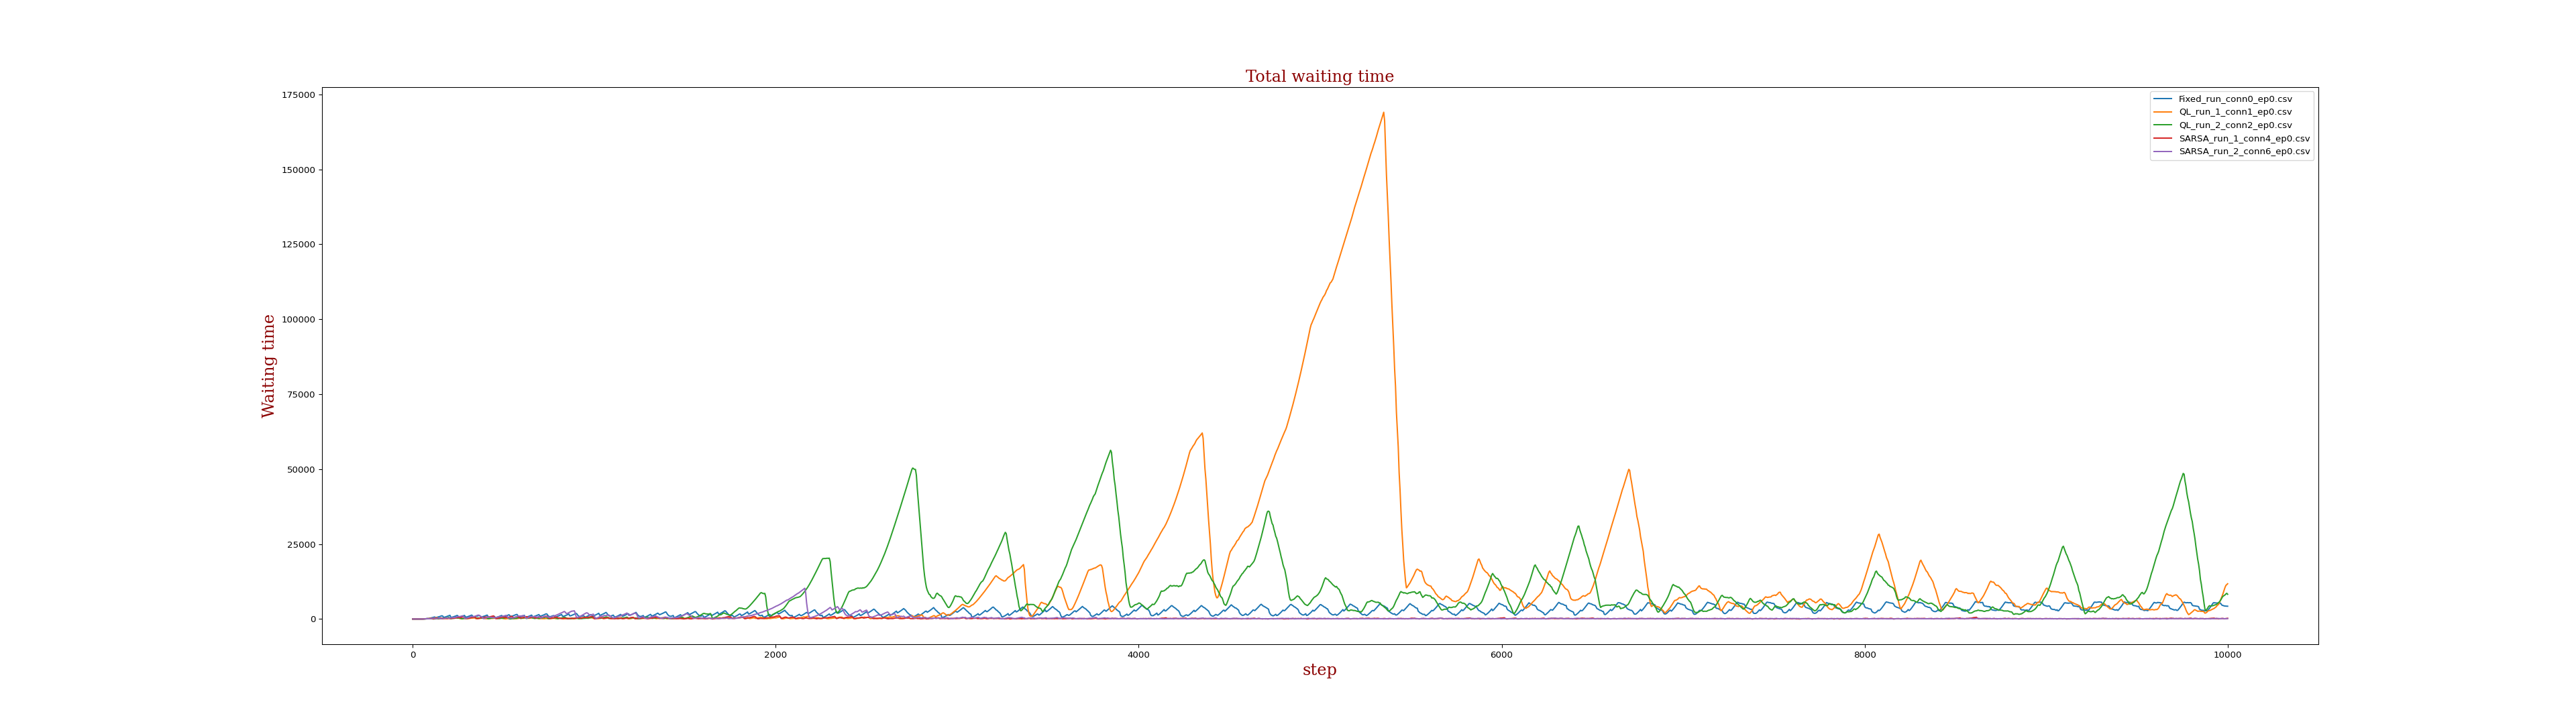 Total waiting time
175000
150000
125000
100000
75000
50000
25000
0
Waiting time
Fixed_run_conn0_ep0.csv
QL_run_1_conn1_ep0.csv
QL_run_2_conn2_ep0.csv
SARSA_run_1_conn4_ep0.csv
SARSA_run_2_conn6_ep0.csv
0 2000 4000 6000 8000 10000
step